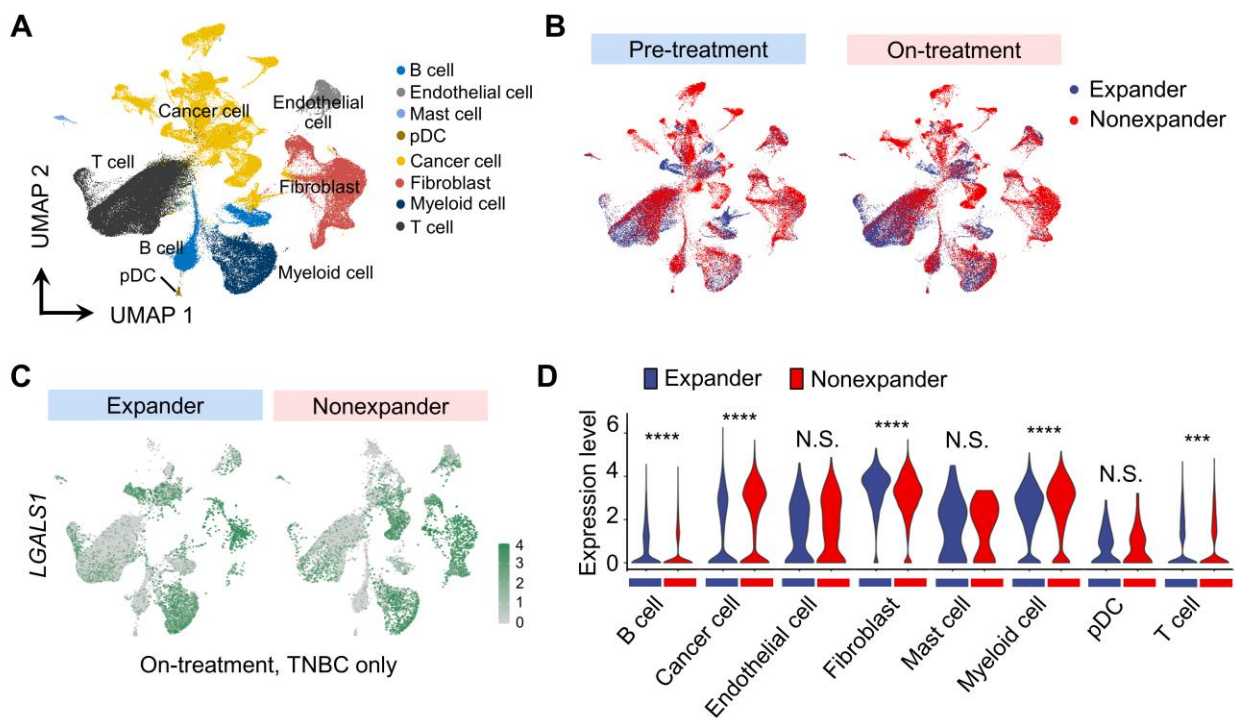 A
B cell
Endothelial cell
Mast cell
pDC
Cancer cell
Fibroblast
Myeloid cell
T cell
Cancer cell
Endothelial
cell
T cell
Fibroblast
B cell
Myeloid cell
pDC
UMAP 2
UMAP 1
B
Pre-treatment
On-treatment
Expander
Nonexpander
C
Expander
Nonexpander
LGALS1
4
3
2
1
0
On-treatment, TNBC only
D
Expander
Nonexpander
Expression level
6
4
2
0
****
****
N.S.
****
N.S.
****
N.S.
***
B cell
Cancer cell
Endothelial cell
Fibroblast
Mast cell
Myeloid cell
pDC
T cell